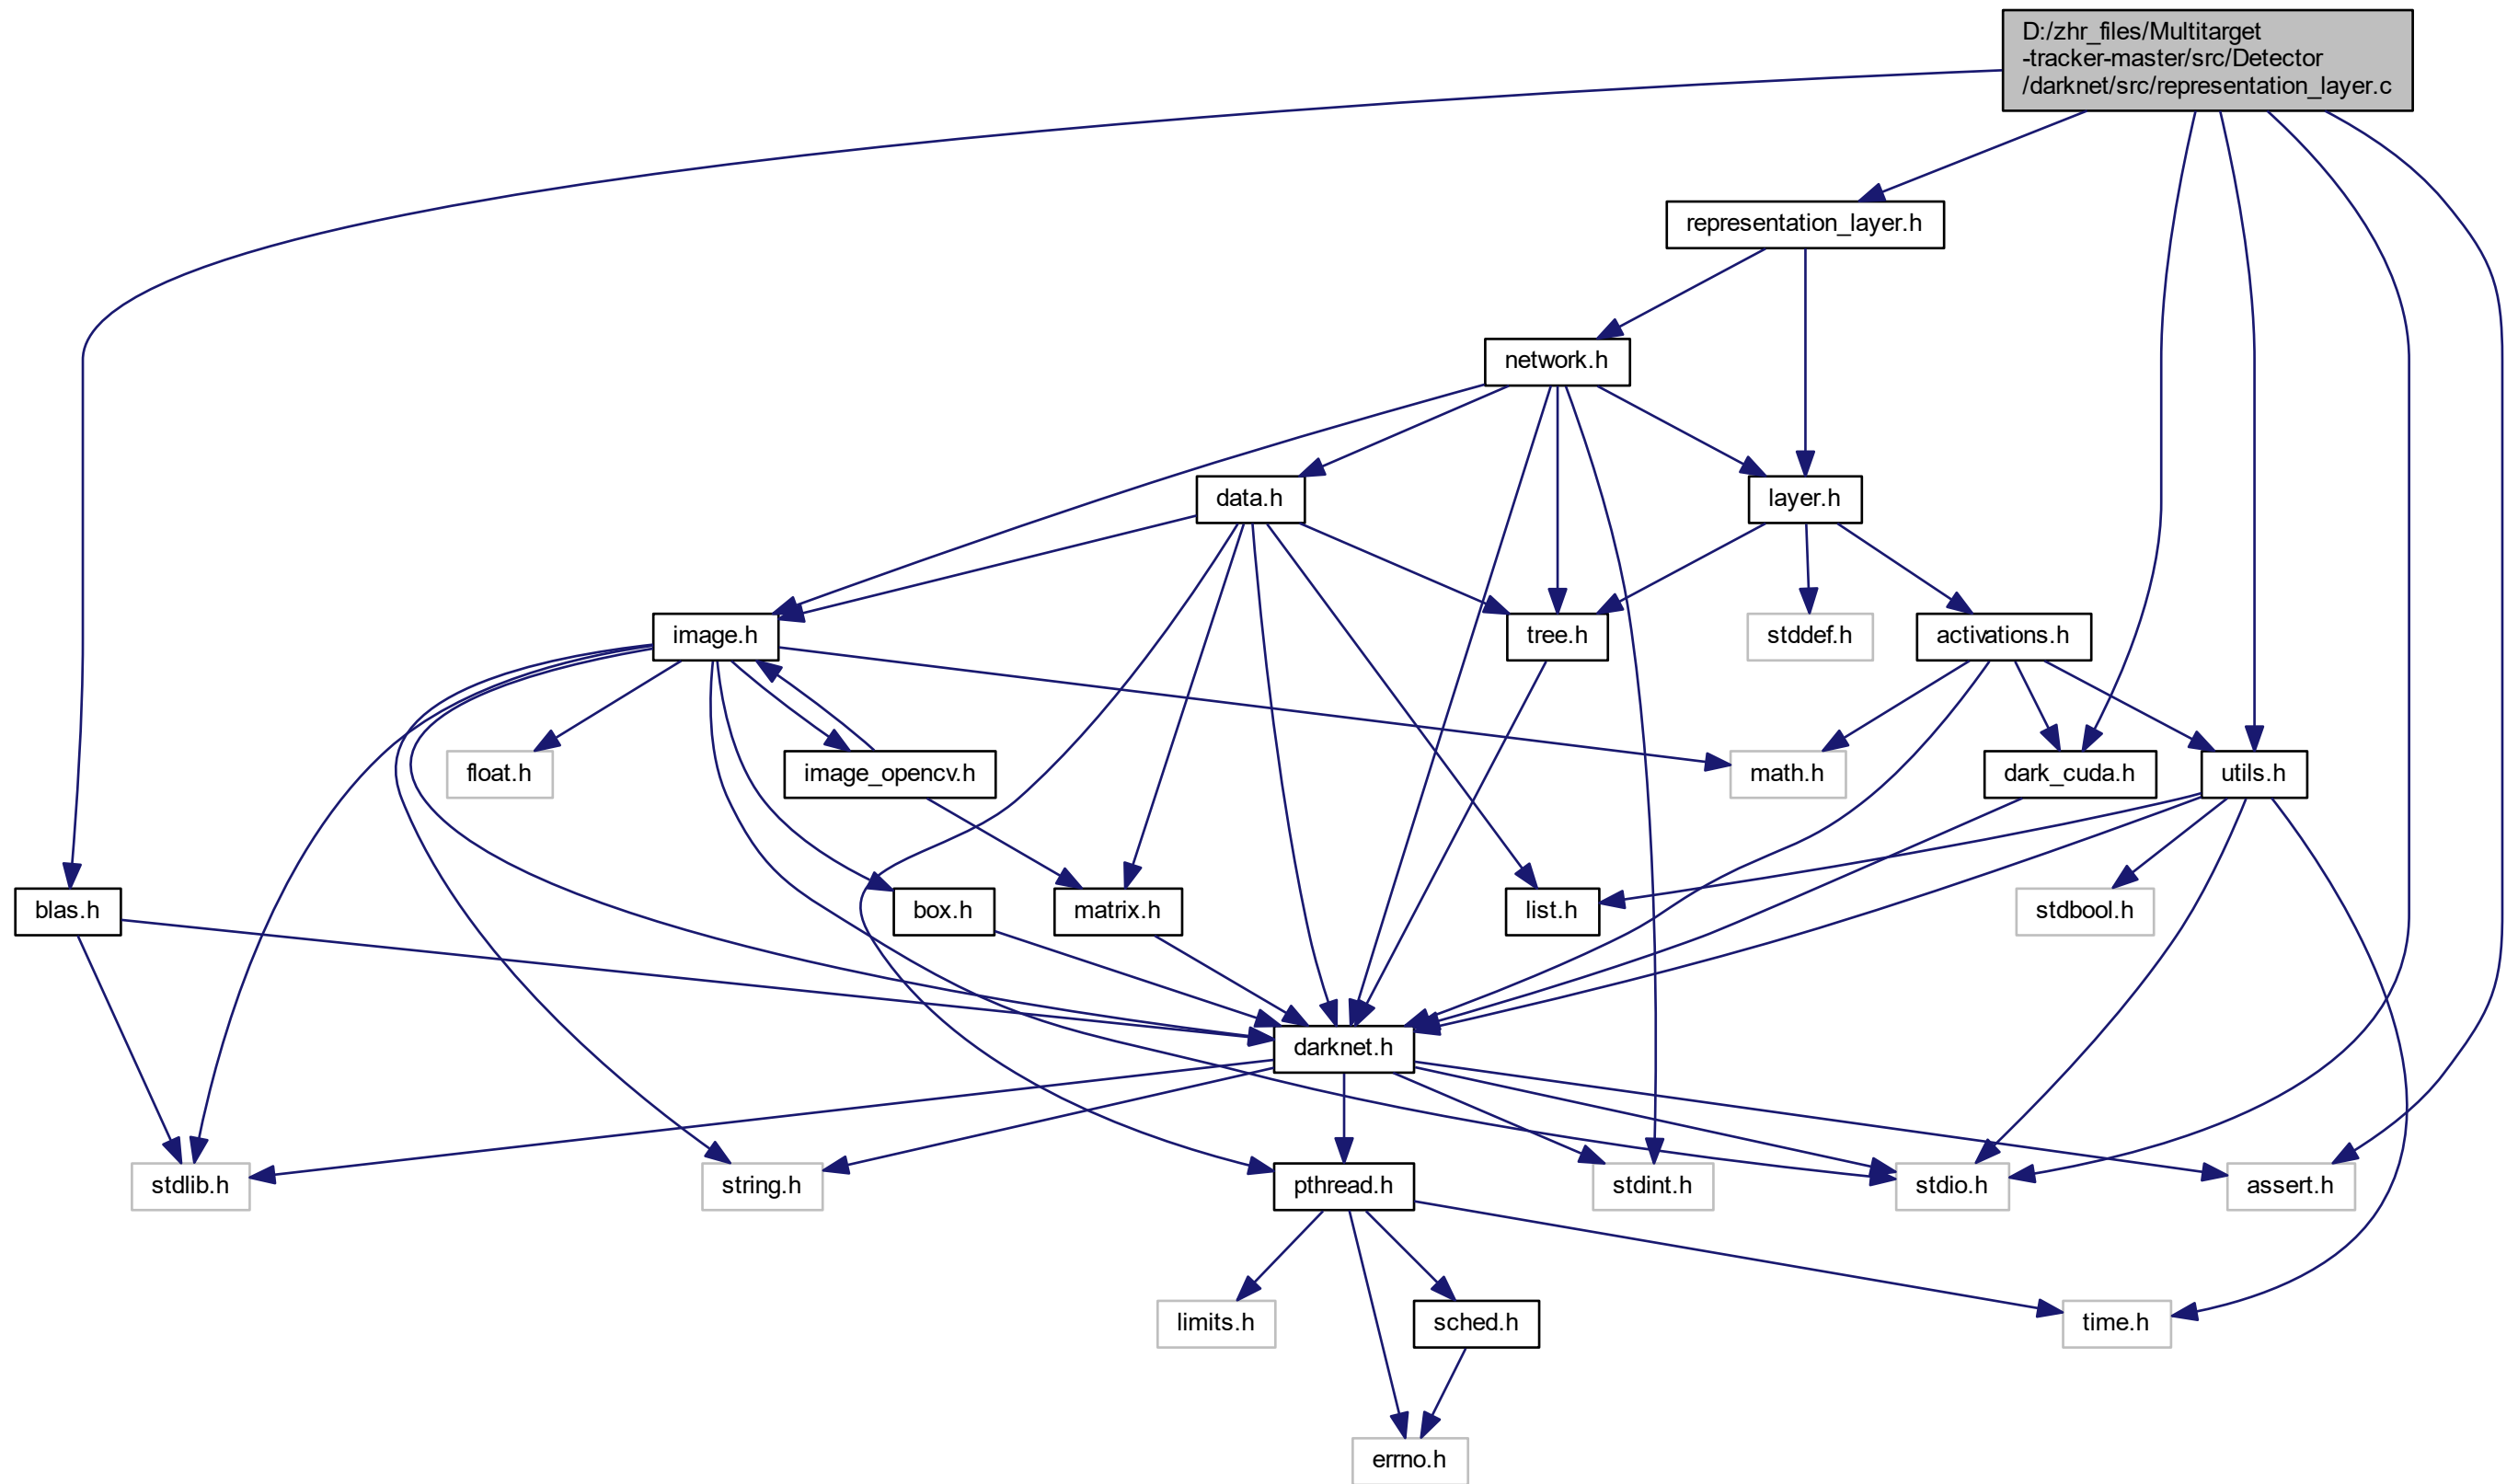 D:/zhr_files/Multitarget
-tracker-master/src/Detector
/darknet/src/representation_layer.c
representation_layer.h
network.h
data.h
layer.h
image.h
tree.h
stddef.h
activations.h
float.h
image_opencv.h
math.h
dark_cuda.h
utils.h
blas.h
box.h
matrix.h
list.h
stdbool.h
darknet.h
stdlib.h
string.h
pthread.h
stdint.h
stdio.h
assert.h
limits.h
sched.h
time.h
errno.h